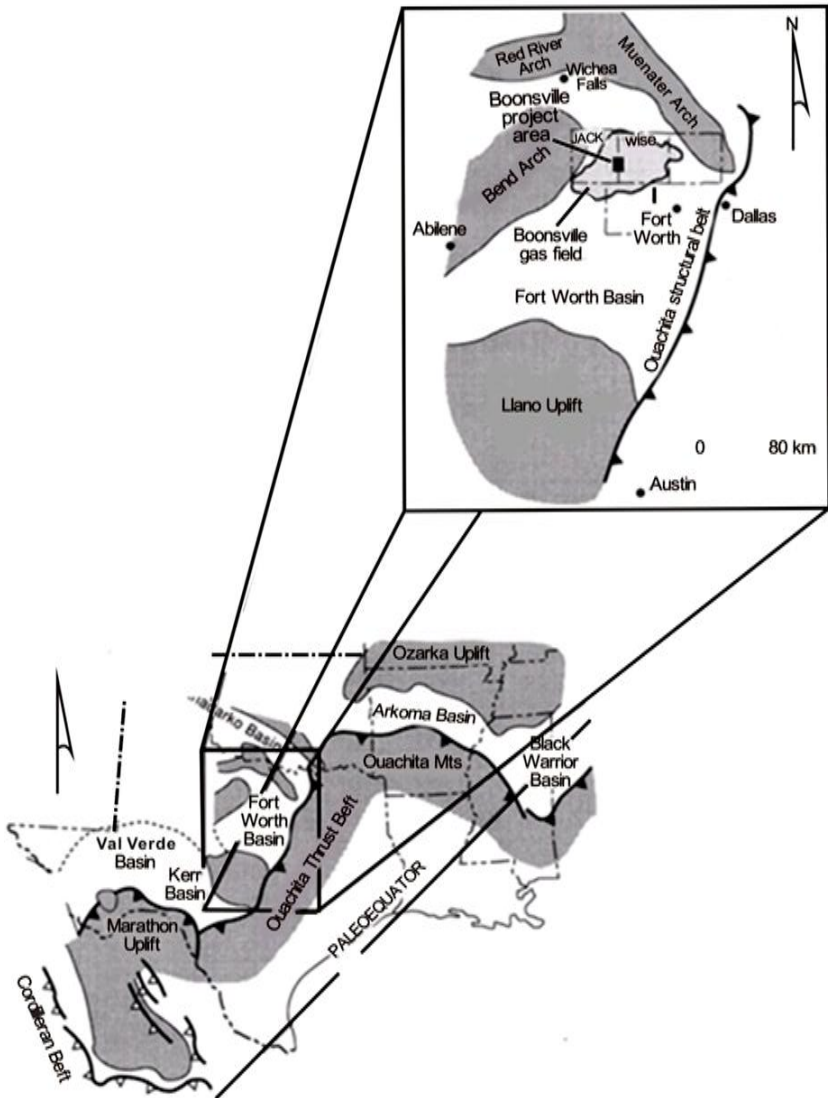 N
Red River
Arch
Muenater Arch
Wichea
Falls
Boonsville
project
area
JACK
wise
Bend Arch
Abilene
Boonsville
gas field
Fort
Worth
Dallas
Ouachita structural belt
Fort Worth Basin
Llano Uplift
0 80 km
Austin
Ozarka Uplift
Arkoma Basin
Basin
Ouachita Mts
Black
Warrior
Basin
Fort
Worth
Basin
Val Verde
Basin
Kerr
Basin
Ouachita Thrust Beft
Marathon
Uplift
PALEOEQUATOR
Cordilleran Beft